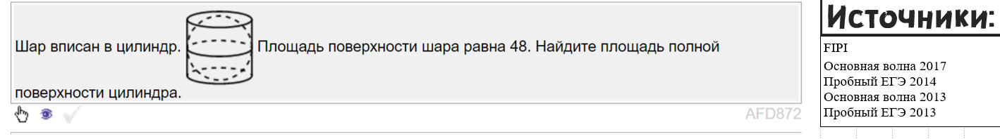 Шар вписан в цилиндр. Площадь поверхности шара равна 48. Найдите площадь полной
поверхности цилиндра.
AFD872
Источники:
FIPI
Основная волна 2017
Пробный ЕГЭ 2014
Основная волна 2013
Пробный ЕГЭ 2013